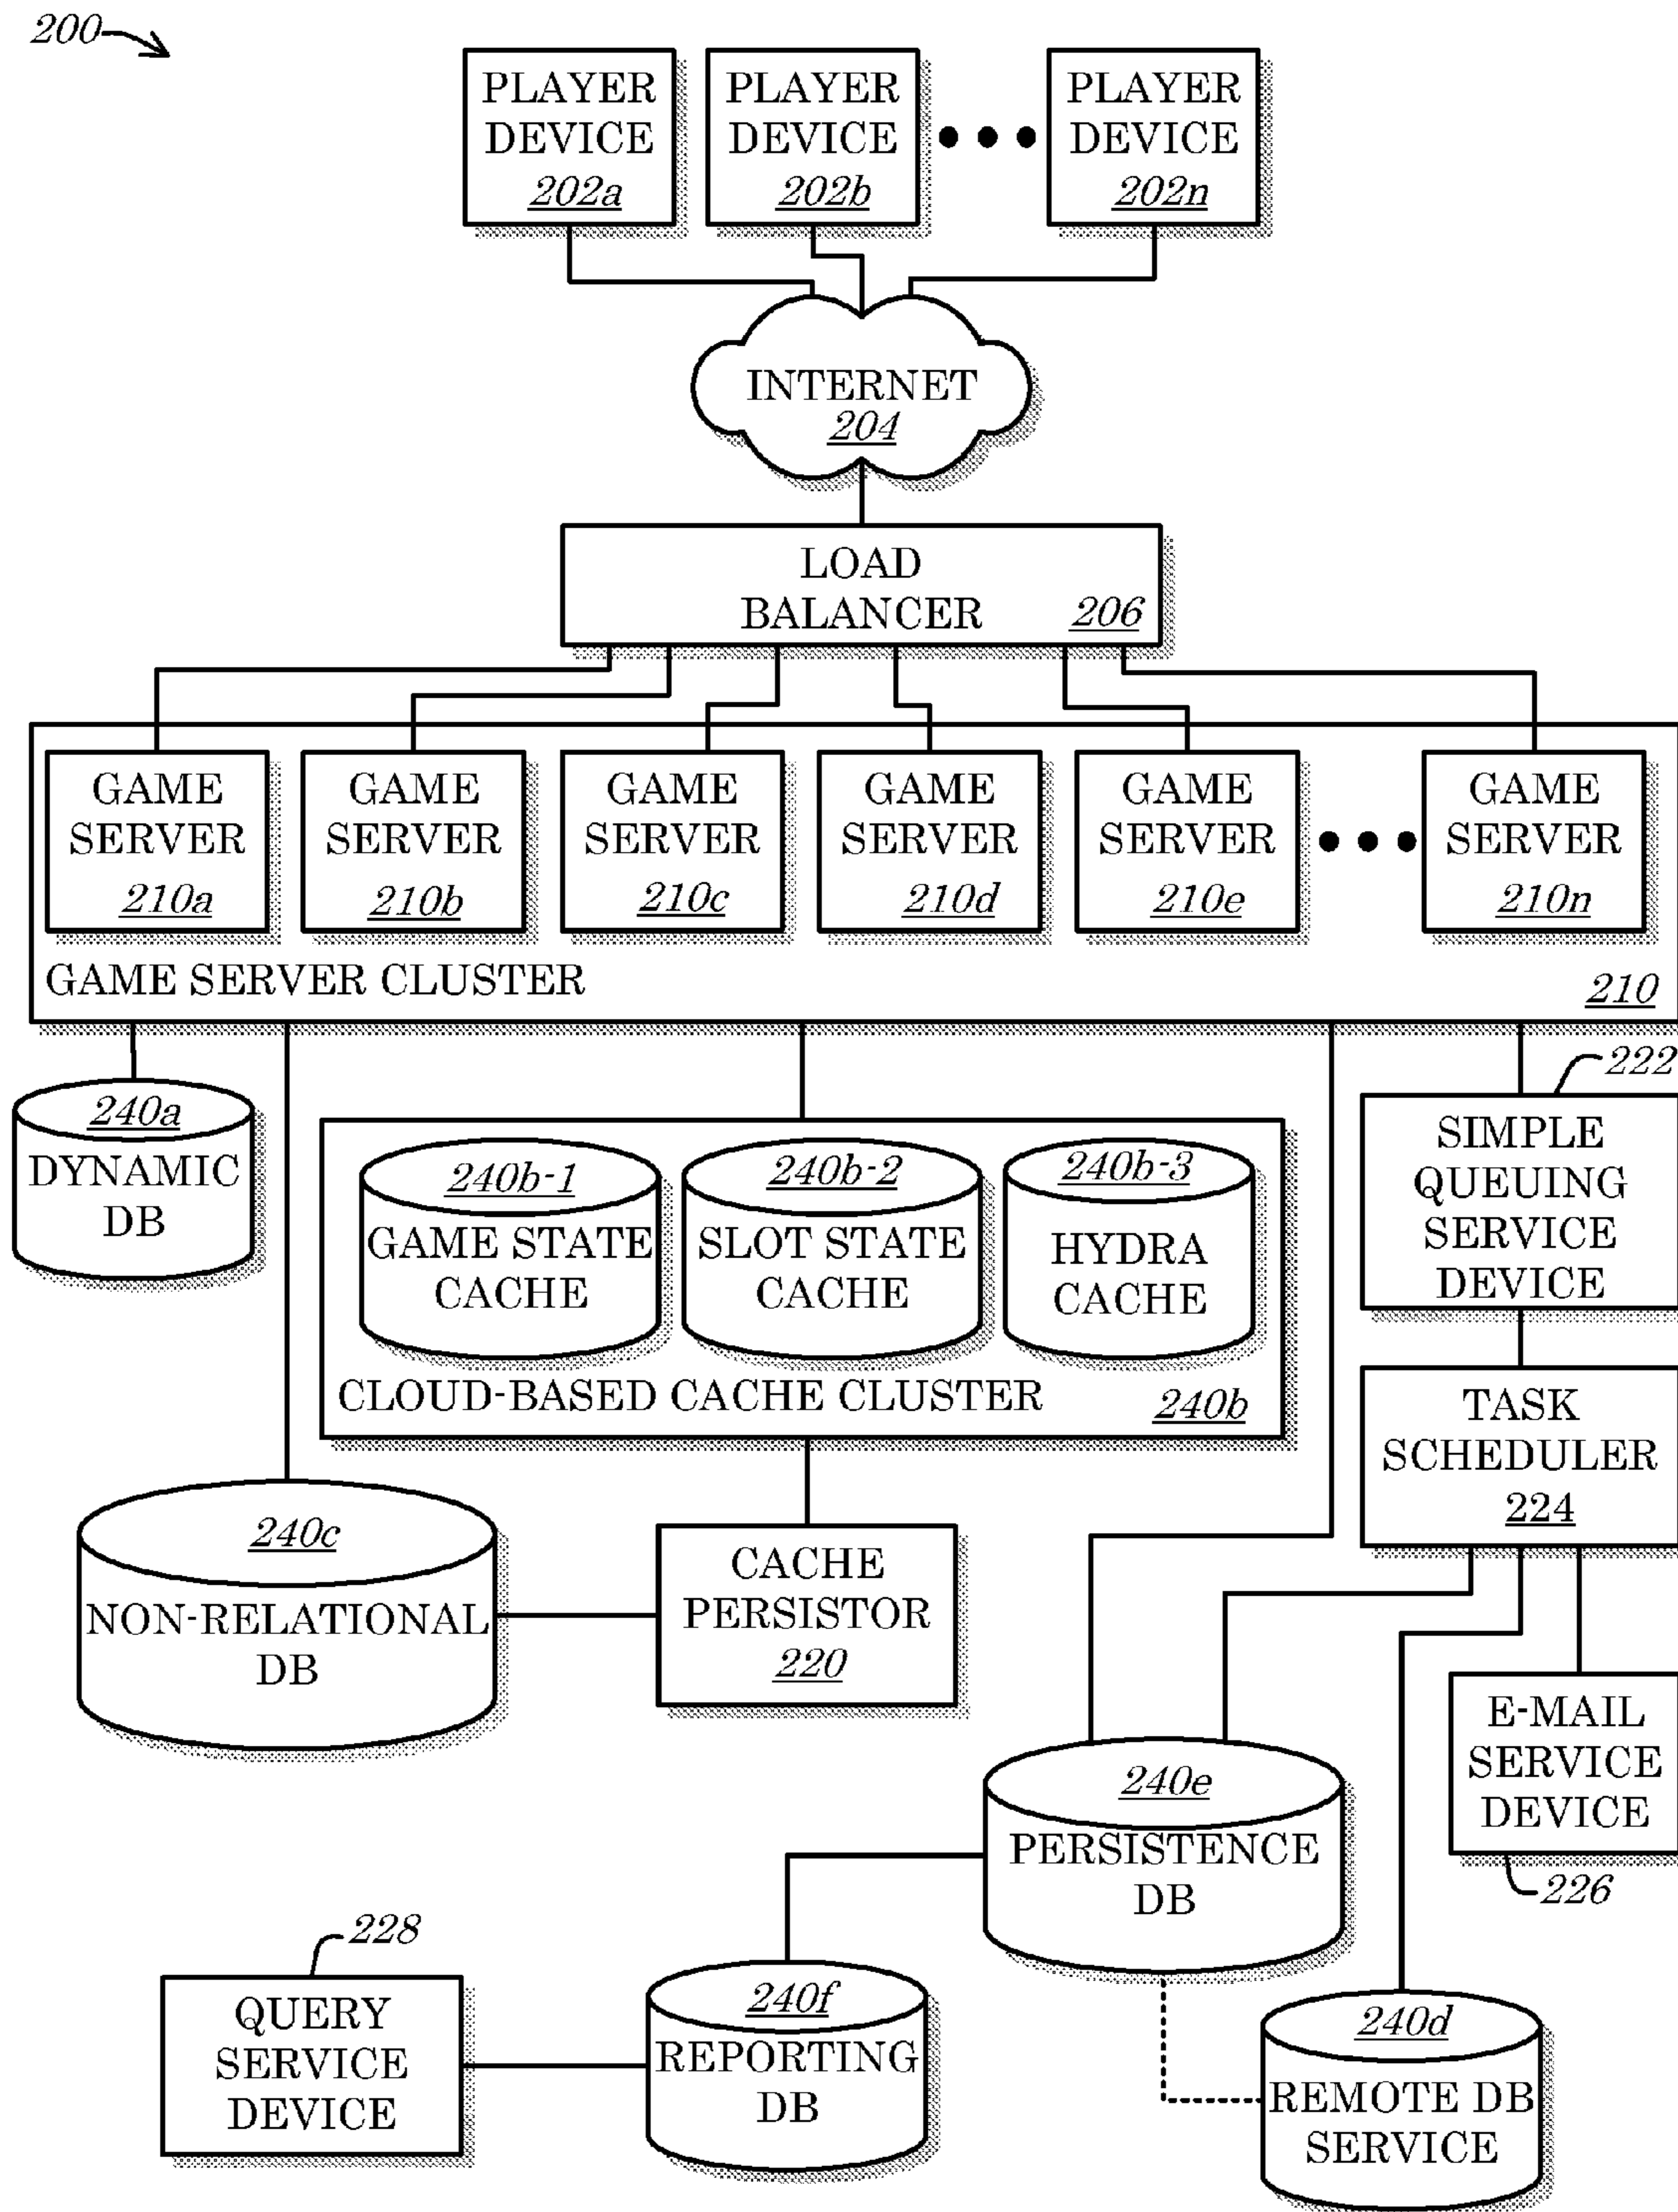 200
PLAYER
DEVICE
202a
PLAYER
DEVICE
202b
PLAYER
DEVICE
202n
INTERNET
204
LOAD
BALANCER
206
GAME
SERVER
210a
GAME
SERVER
210b
GAME
SERVER
210c
GAME
SERVER
210d
GAME
SERVER
210e
GAME
SERVER
210n
GAME SERVER CLUSTER
210
240a
DYNAMIC
DB
240b-1
GAME STATE
CACHE
240b-2
SLOT STATE
CACHE
240b-3
HYDRA
CACHE
CLOUD-BASED CACHE CLUSTER
240b
222
SIMPLE
QUEUING
SERVICE
DEVICE
TASK
SCHEDULER
224
240c
NON-RELATIONAL
DB
CACHE
PERSISTOR
220
E-MAIL
SERVICE
DEVICE
226
240e
PERSISTENCE
DB
228
QUERY
SERVICE
DEVICE
240f
REPORTING
DB
240d
REMOTE DB
SERVICE